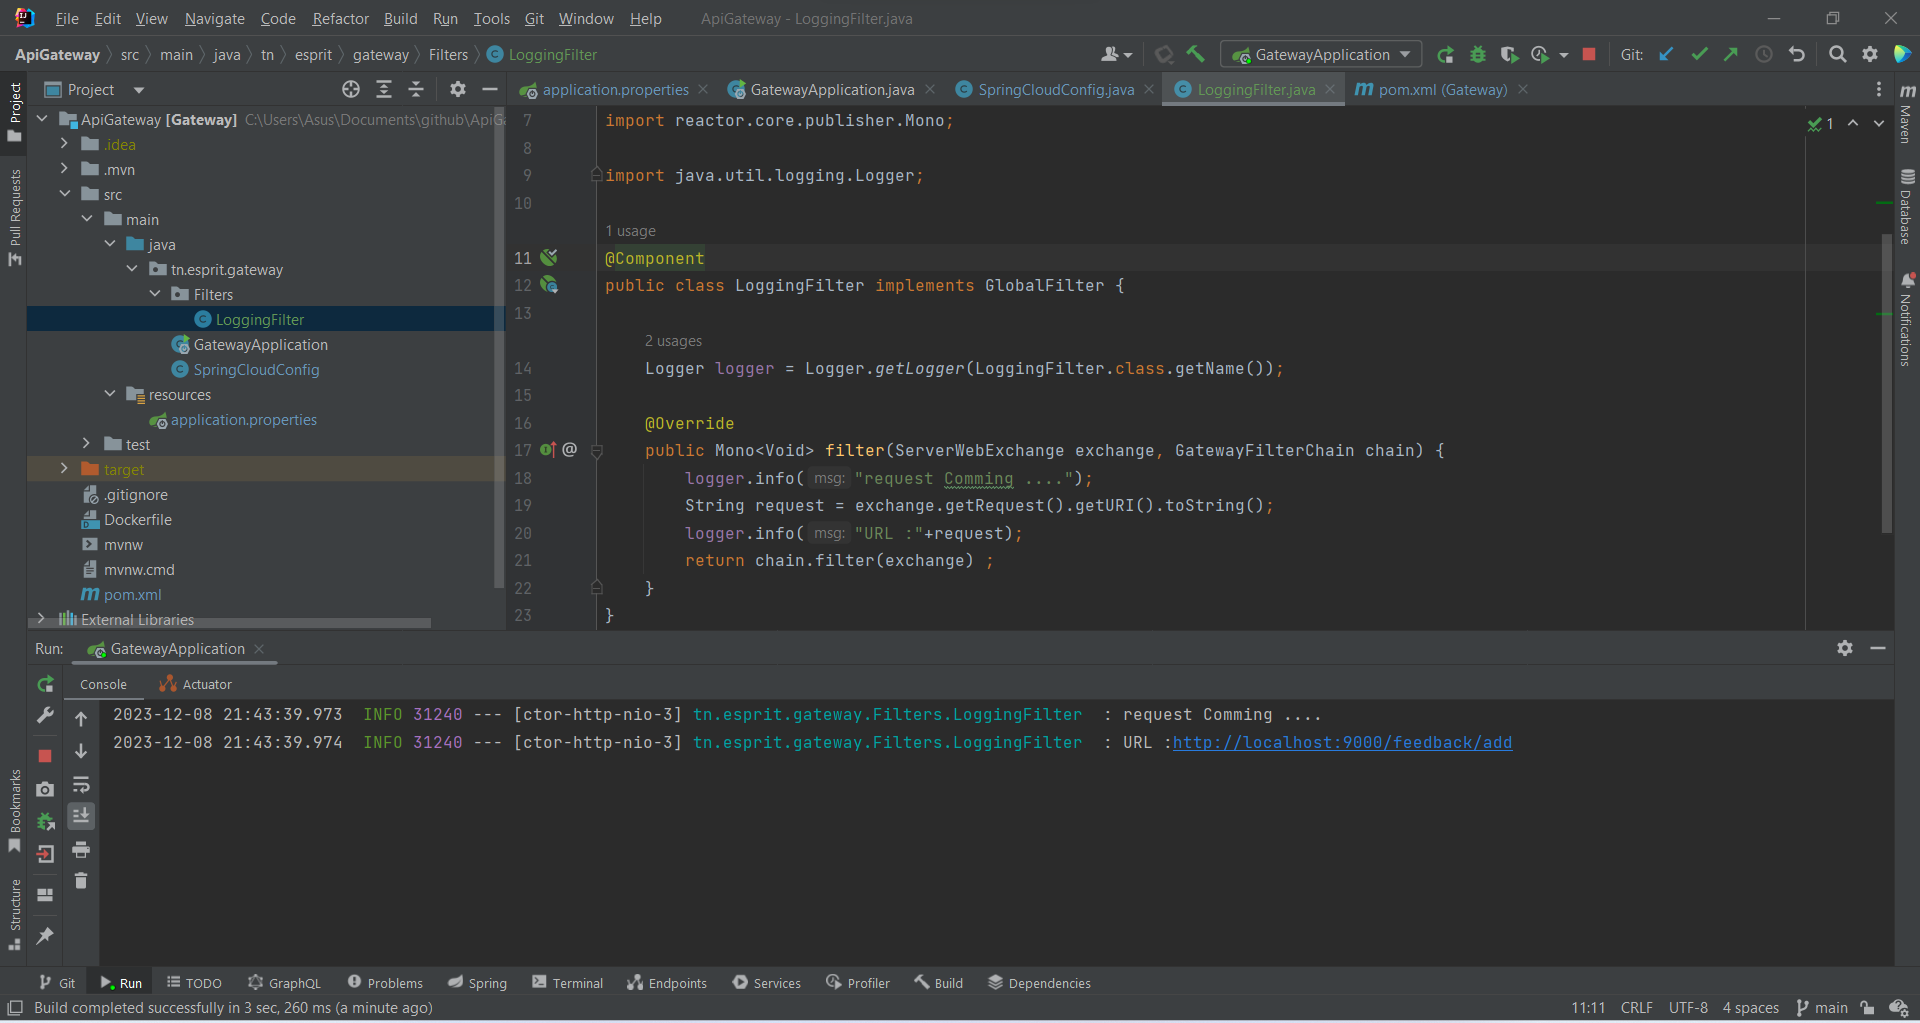 File Edit View Navigate Code Refactor Build Run Tools Git Window Help ApiGateway - LoggingFilter.java
ApiGateway src main java tn esprit gateway Filters LoggingFilter GatewayApplication Git:
Project
application.properties GatewayApplication.java SpringCloudConfig.java LoggingFilter.java pom.xml (Gateway)
ApiGateway [Gateway] C:\Users\Asus\Documents\github\ApiG
.idea
.mvn
src
main
java
tn.esprit.gateway
Filters
LoggingFilter
GatewayApplication
SpringCloudConfig
resources
application.properties
test
target
.gitignore
Dockerfile
mvnw
mvnw.cmd
pom.xml
External Libraries
7 import reactor.core.publisher.Mono;
8
9 import java.util.logging.Logger;
10
1 usage
11 @Component
12 public class LoggingFilter implements GlobalFilter {
13
2 usages
14 Logger logger = Logger.getLogger(LoggingFilter.class.getName());
15
16 @Override
17 public Mono<Void> filter(ServerWebExchange exchange, GatewayFilterChain chain) {
18 logger.info( msg: "request Comming ....");
19 String request = exchange.getRequest().getURI().toString();
20 logger.info( msg: "URL :"+request);
21 return chain.filter(exchange) ;
22 }
23 }
1
Project
Pull Requests
Bookmarks
Structure
Maven
Database
Notifications
Run: GatewayApplication
Console Actuator
2023-12-08 21:43:39.973 INFO 31240 --- [ctor-http-nio-3] tn.esprit.gateway.Filters.LoggingFilter : request Comming ....
2023-12-08 21:43:39.974 INFO 31240 --- [ctor-http-nio-3] tn.esprit.gateway.Filters.LoggingFilter : URL :http://localhost:9000/feedback/add
Git Run TODO GraphQL Problems Spring Terminal Endpoints Services Profiler Build Dependencies
Build completed successfully in 3 sec, 260 ms (a minute ago) 11:11 CRLF UTF-8 4 spaces main